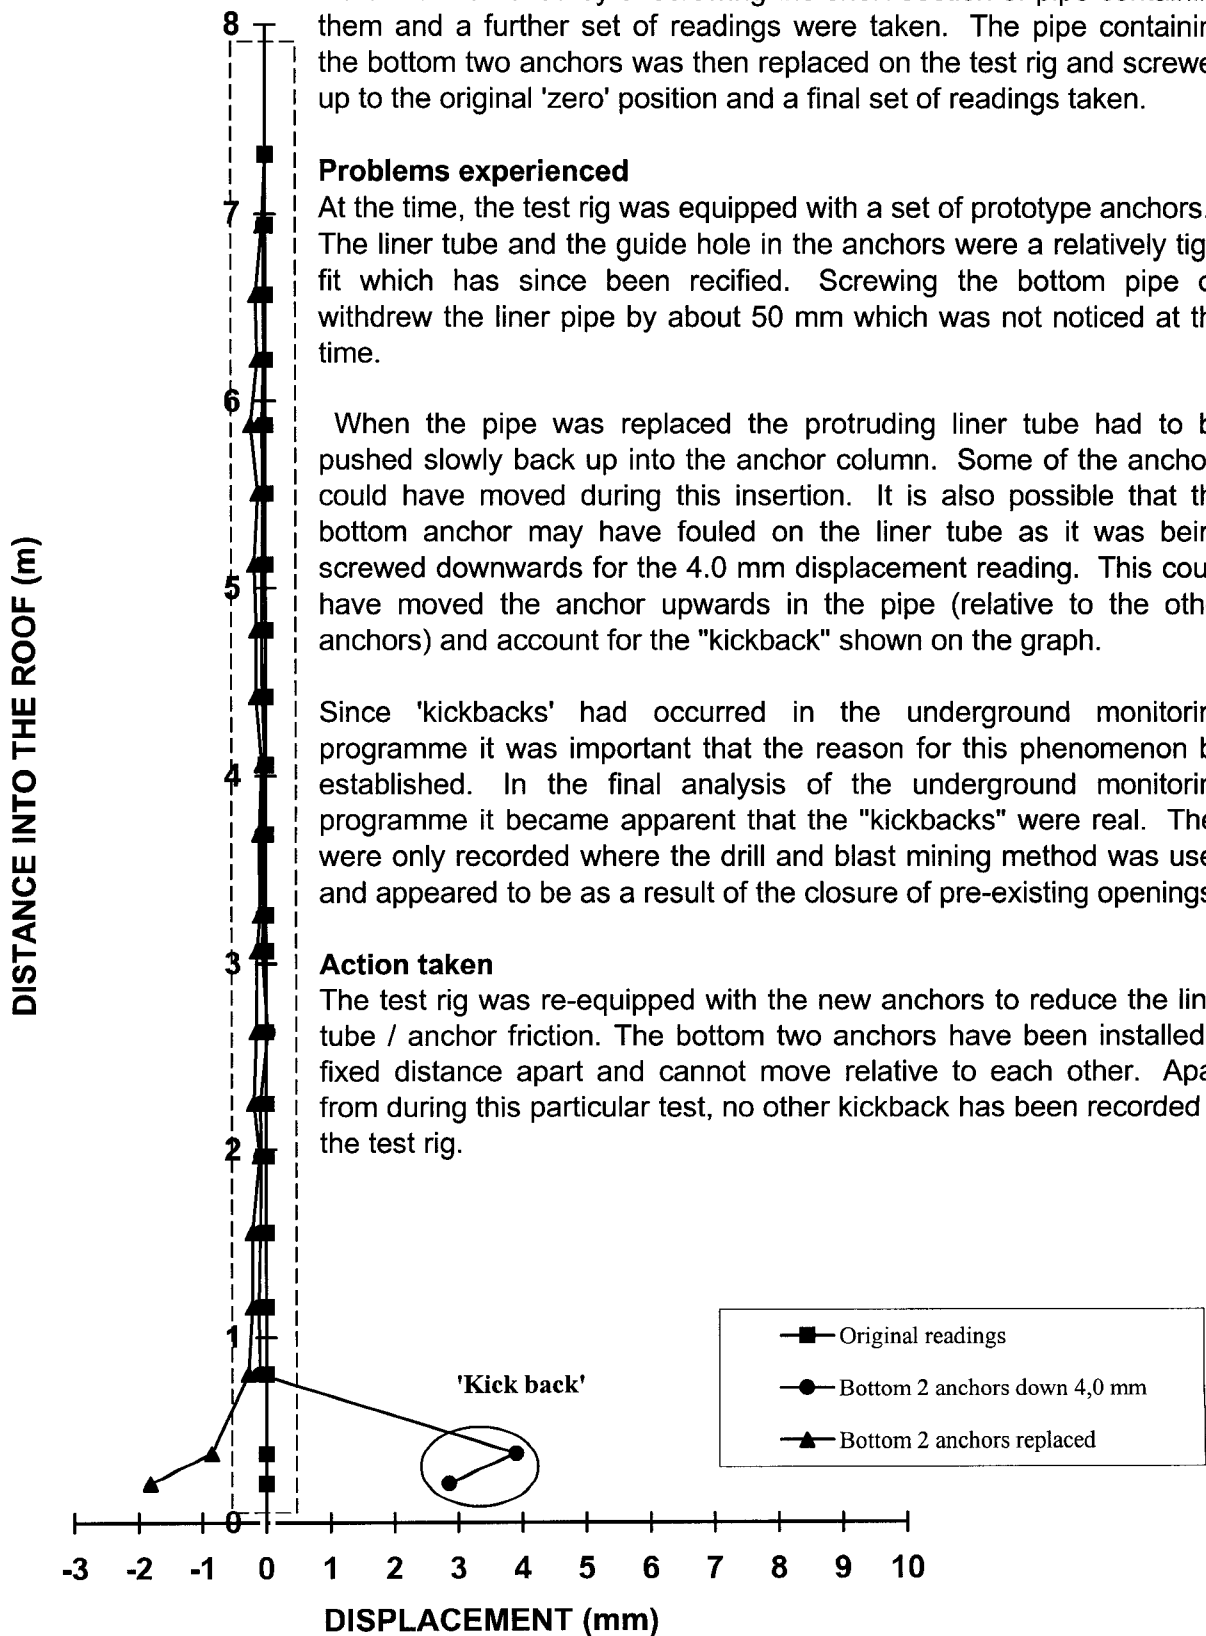 the short section of pipe containin
them and a further set of readings were taken. The pipe containin
the bottom two anchors was then replaced on the test rig and screwe
up to the original 'zero' position and a final set of readings taken.
Problems experienced
At the time, the test rig was equipped with a set of prototype anchors.
The liner tube and the guide hole in the anchors were a relatively tig
fit which has since been recified. Screwing the bottom pipe o
withdrew the liner pipe by about 50 mm which was not noticed at th
time.
When the pipe was replaced the protruding liner tube had to b
pushed slowly back up into the anchor column. Some of the ancho
could have moved during this insertion. It is also possible that th
bottom anchor may have fouled on the liner tube as it was bein
screwed downwards for the 4.0 mm displacement reading. This cou
have moved the anchor upwards in the pipe (relative to the oth
anchors) and account for the "kickback" shown on the graph.
Since 'kickbacks' had occurred in the underground monitorin
programme it was important that the reason for this phenomenon b
established. In the final analysis of the underground monitorin
programme it became apparent that the "kickbacks" were real. The
were only recorded where the drill and blast mining method was use
and appeared to be as a result of the closure of pre-existing openings
Action taken
The test rig was re-equipped with the new anchors to reduce the lin
tube / anchor friction. The bottom two anchors have been installed
fixed distance apart and cannot move relative to each other. Apa
from during this particular test, no other kickback has been recorded
the test rig.
DISTANCE INTO THE ROOF (m)
8
7
6
5
4
3
2
1
0
'Kick back'
Original readings
Bottom 2 anchors down 4,0 mm
Bottom 2 anchors replaced
-3 -2 -1 0 1 2 3 4 5 6 7 8 9 10
DISPLACEMENT (mm)